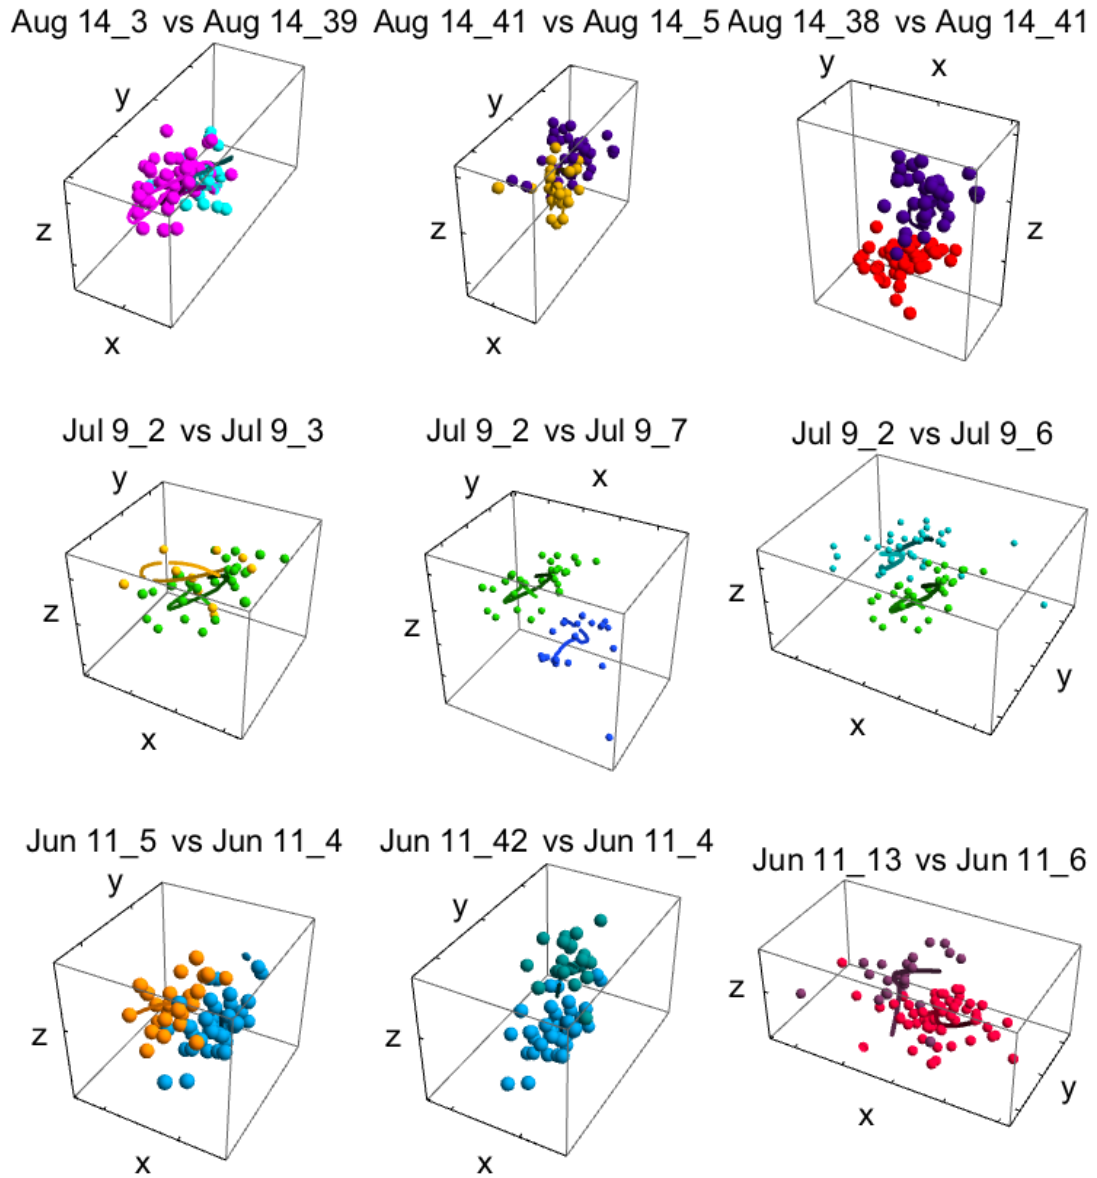 Aug 14_3 vs Aug 14_39
Aug 14_41 vs Aug 14_5
Aug 14_38 vs Aug 14_41
y
z
x
y
z
x
y
x
z
Jul 9_2 vs Jul 9_3
Jul 9_2 vs Jul 9_7
Jul 9_2 vs Jul 9_6
y
z
x
y
x
z
z
x
y
Jun 11_5 vs Jun 11_4
Jun 11_42 vs Jun 11_4
Jun 11_13 vs Jun 11_6
y
z
x
y
z
x
z
x
y